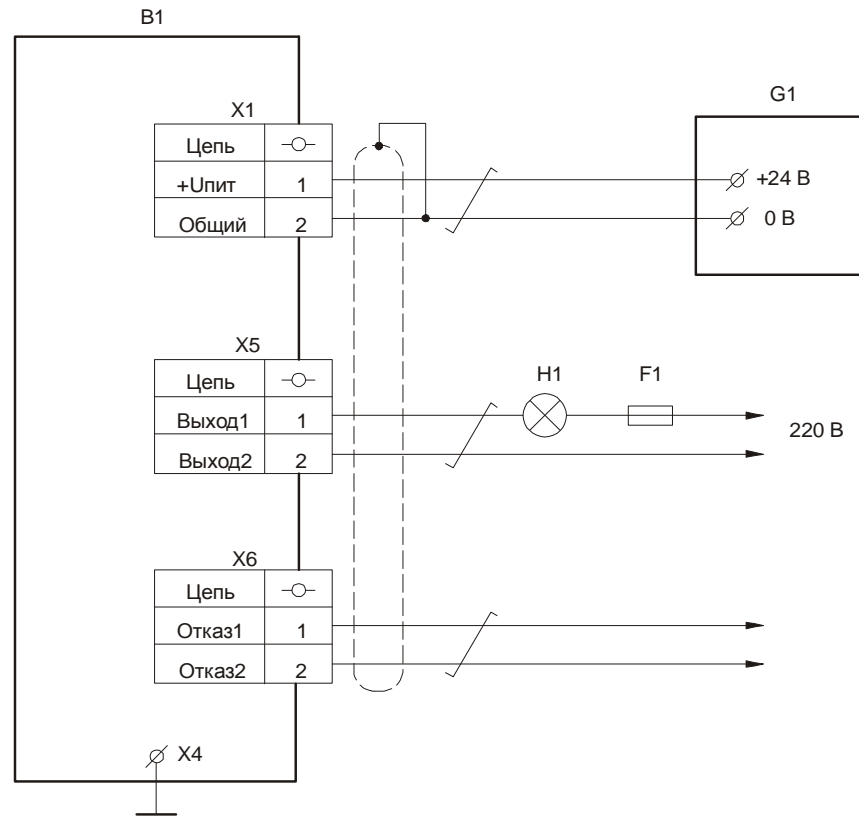 B1
G1
X1
Цепь
+Uпит 1
Общий 2
+24 В
0 В
X5
Цепь
H1 F1
Выход1 1
Выход2 2
220 В
X6
Цепь
Отказ1 1
Отказ2 2
X4